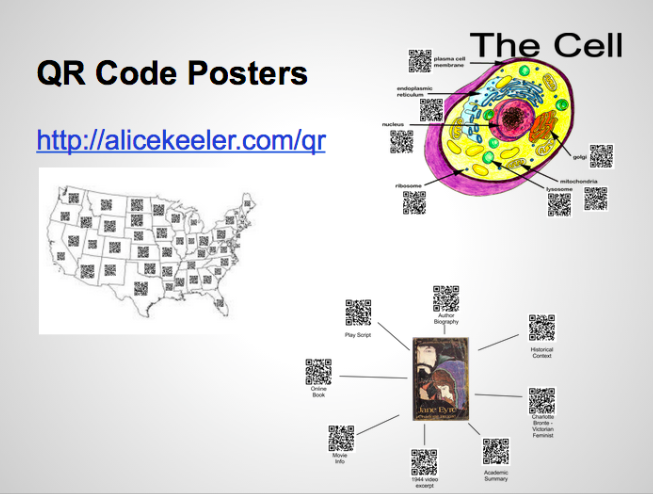 QR Code Posters
http://alicekeeler.com/qr
The Cell
plasma cell
membrane
endoplasmic
reticulum
nucleus
golgi
mitochondria
lysosome
ribosome
Author
Biography
Play Script
Historical
Context
Online
Book
Jane Eyre
Charlotte
Bronte -
Victorian
Feminist
Movie
Info
1944 video
excerpt
Academic
Summary